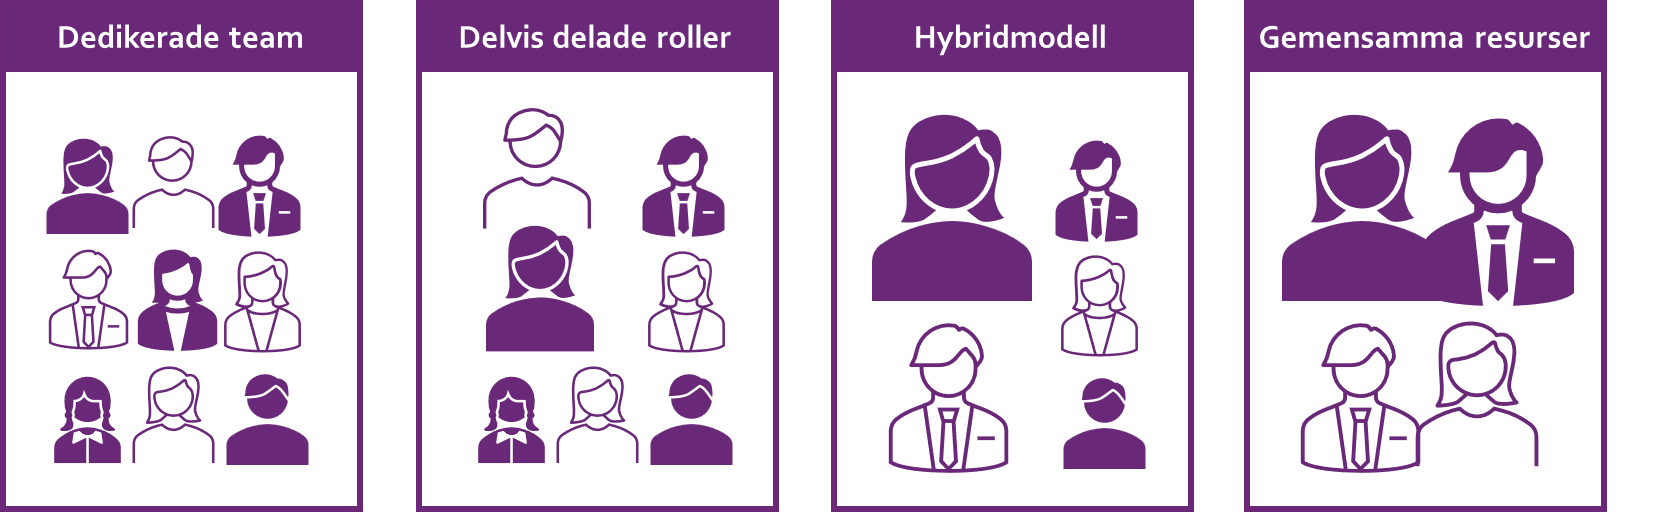 Dedikerade team
Delvis delade roller
Hybridmodell
Gemensamma resurser